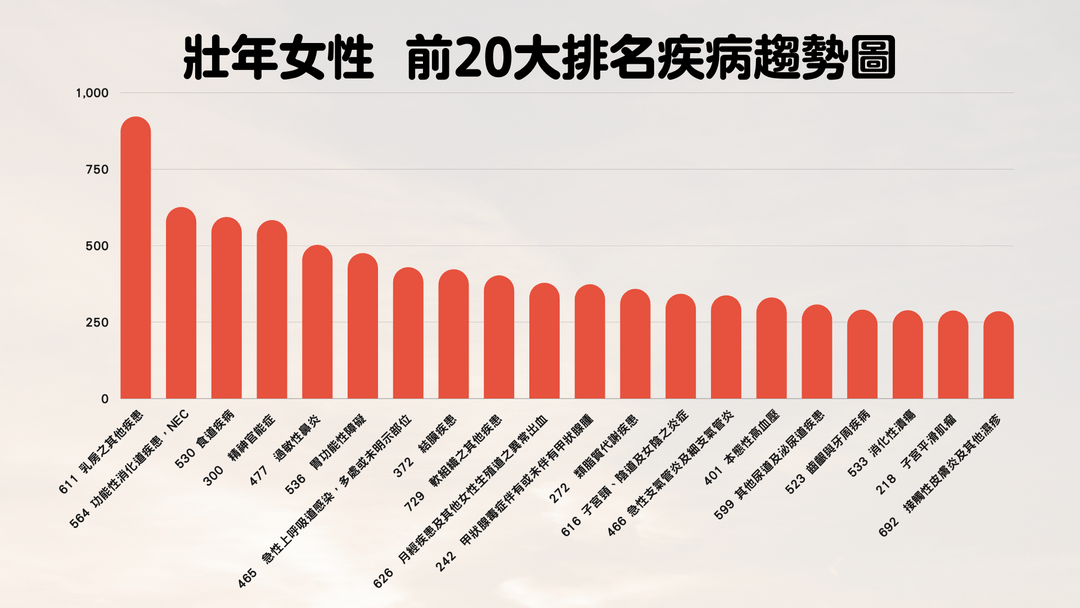 壯年女性 前20大排名疾病趨勢圖
1,000
750
500
250
0
611 乳房之其他疾患
564 功能性消化道疾患，NEC
530 食道疾病
300 精神官能症
477 過敏性鼻炎
536 胃功能性障礙
465 急性上呼吸道感染，多處或未明示部位
372 結膜疾患
729 軟組織之其他疾患
626 月經疾患及其他女性生殖道之異常出血
242 甲狀腺毒症伴有或未伴有甲狀腺腫
272 類脂質代謝疾患
616 子宮頸、陰道及女陰之炎症
466 急性支氣管炎及細支氣管炎
401 本態性高血壓
599 其他尿道及泌尿道疾患
523 齒齦與牙周疾病
533 消化性潰瘍
218 子宮平滑肌瘤
692 接觸性皮膚炎及其他濕疹